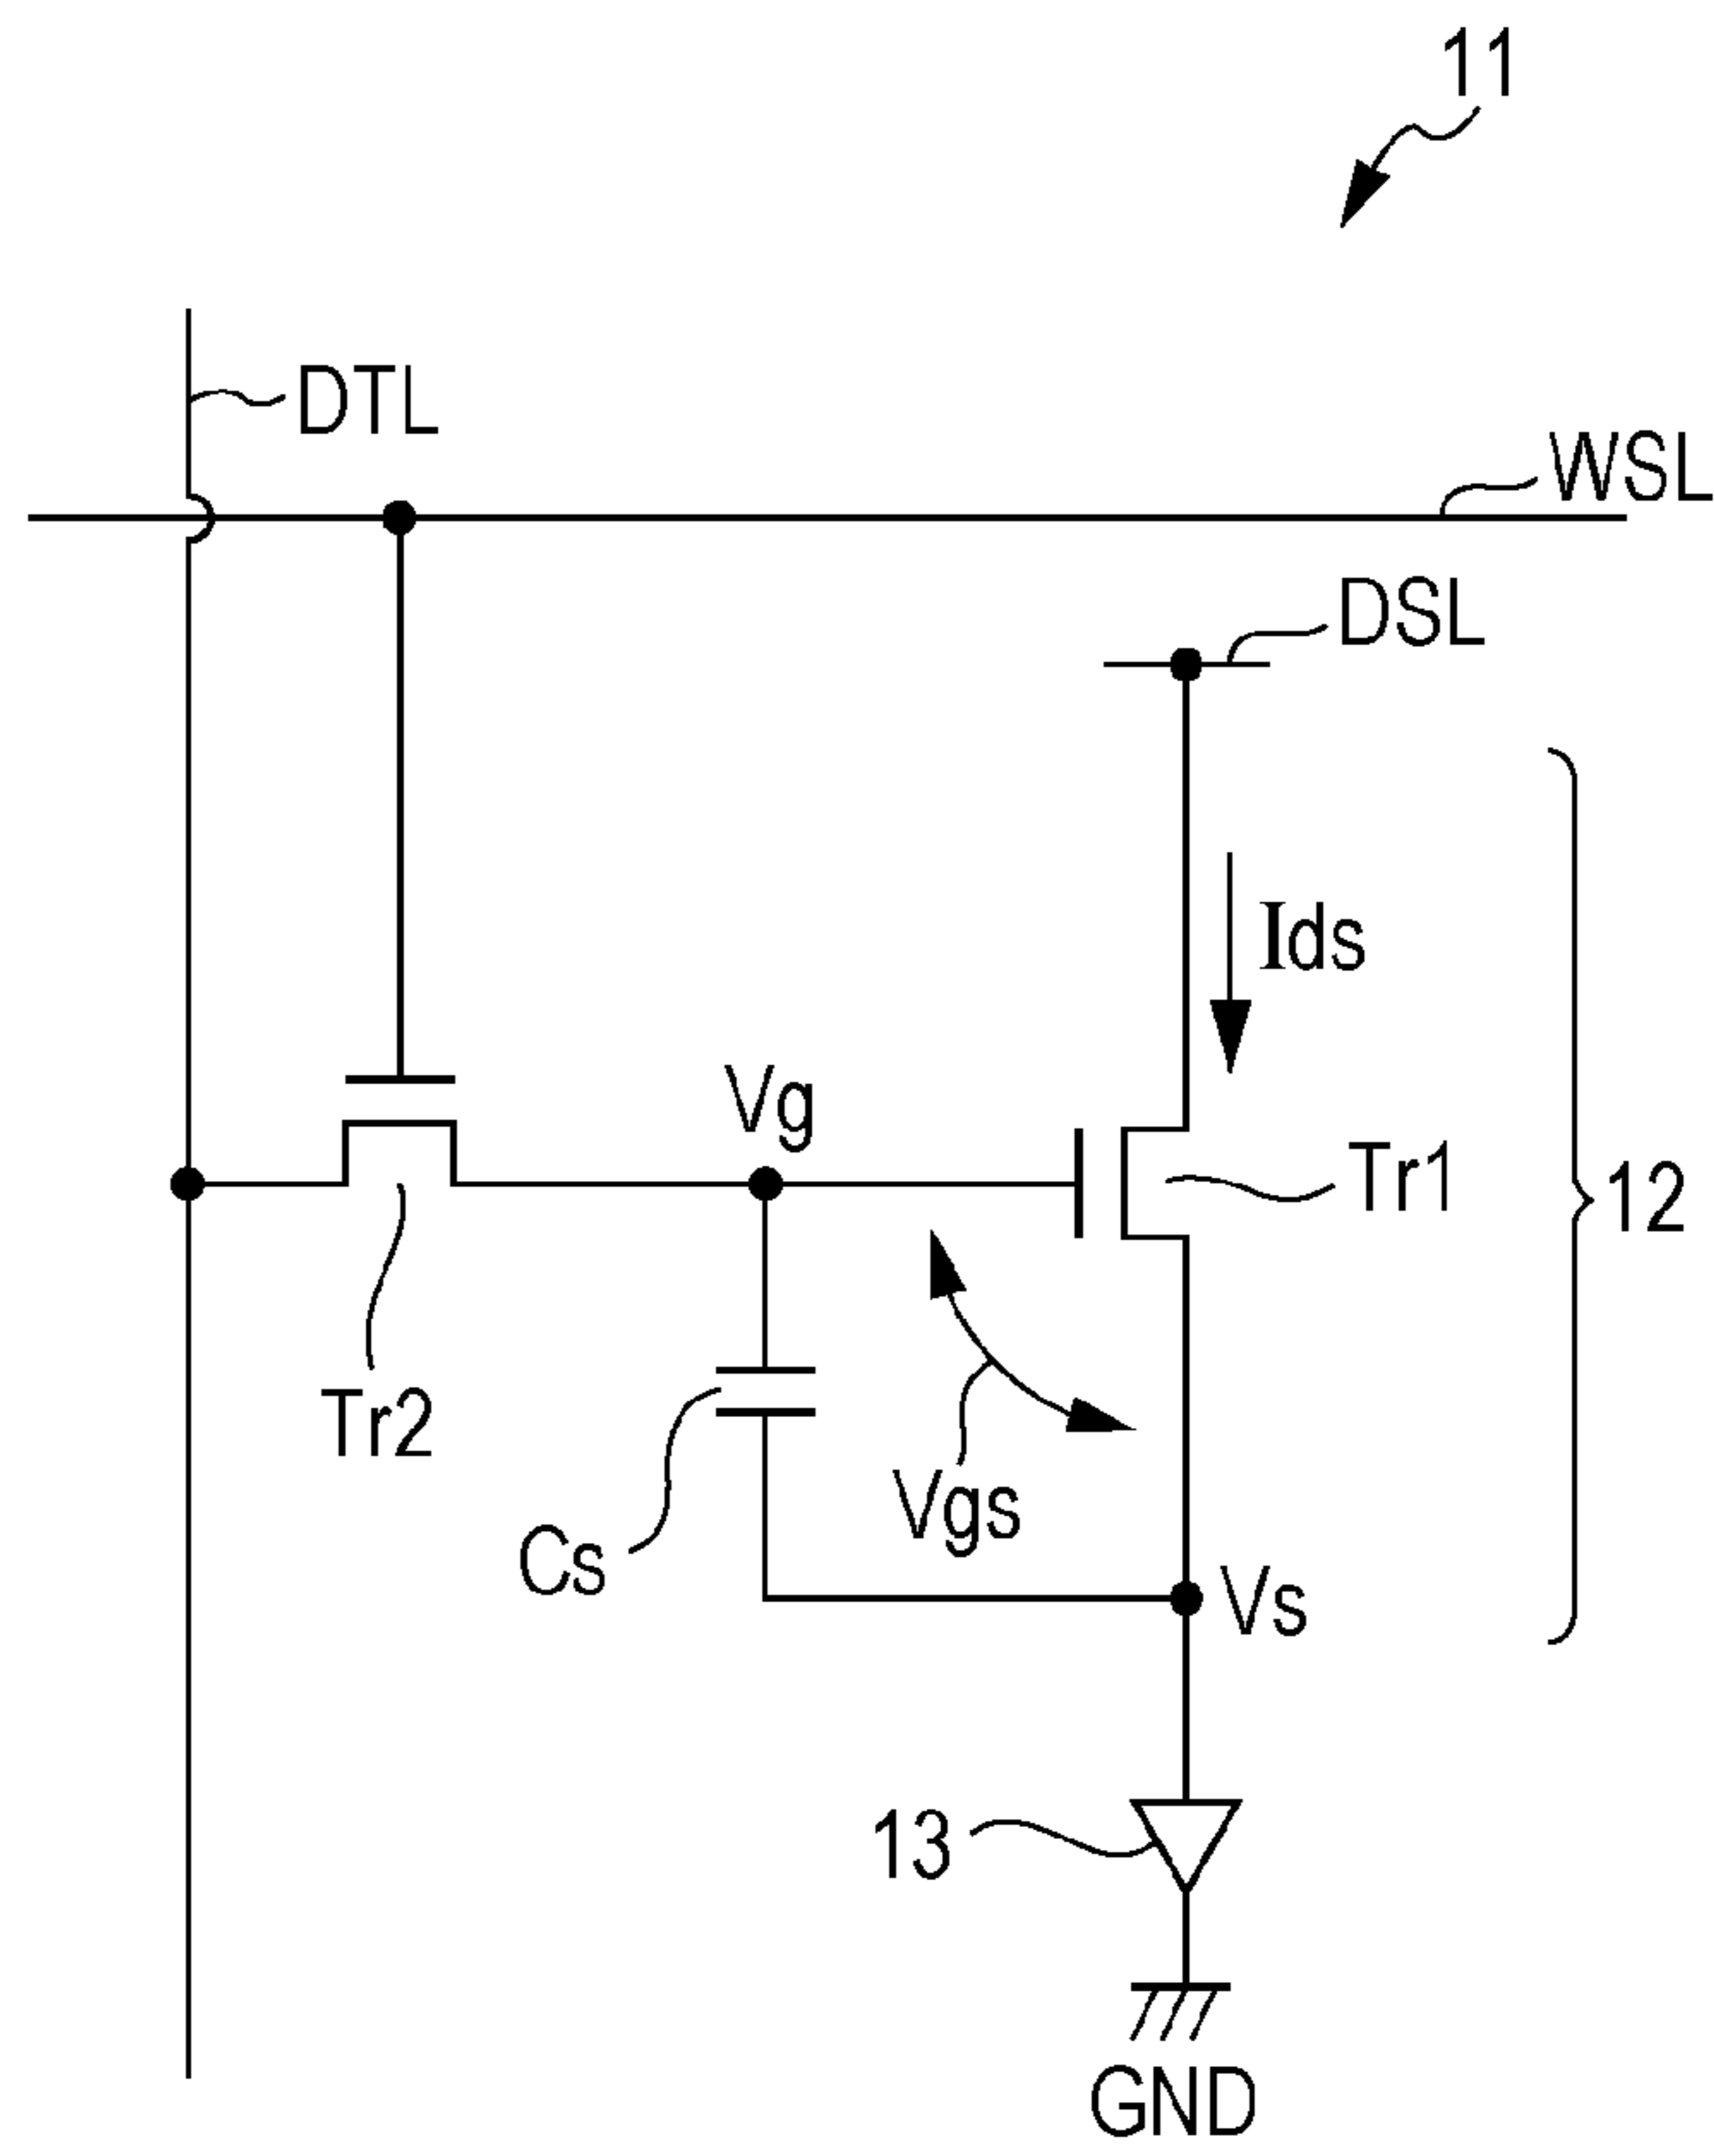 11
DTL
WSL
DSL
Ids
Vg
Tr1
12
Tr2
Vgs
Cs
Vs
13
GND